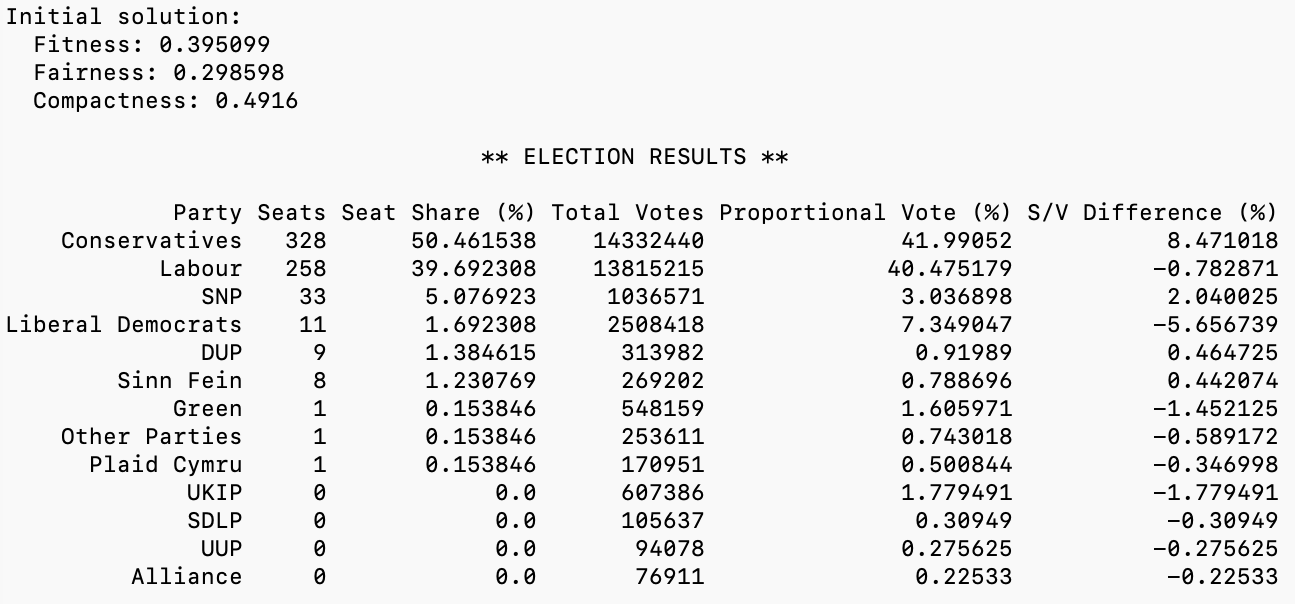 Initial solution:
Fitness: 0.395099
Fairness: 0.298598
Compactness: 0.4916
** ELECTION RESULTS **
Party Seats Seat Share (%) Total Votes Proportional Vote (%) S/V Difference (%)
Conservatives 328 50.461538 14332440 41.99052 8.471018
Labour 258 39.692308 13815215 40.475179 −0.782871
SNP 33 5.076923 1036571 3.036898 2.040025
Liberal Democrats 11 1.692308 2508418 7.349047 −5.656739
DUP 9 1.384615 313982 0.91989 0.464725
Sinn Fein 8 1.230769 269202 0.788696 0.442074
Green 1 0.153846 548159 1.605971 −1.452125
Other Parties 1 0.153846 253611 0.743018 −0.589172
Plaid Cymru 1 0.153846 170951 0.500844 −0.346998
UKIP 0 0.0 607386 1.779491 −1.779491
SDLP 0 0.0 105637 0.30949 −0.30949
UUP 0 0.0 94078 0.275625 −0.275625
Alliance 0 0.0 76911 0.22533 −0.22533